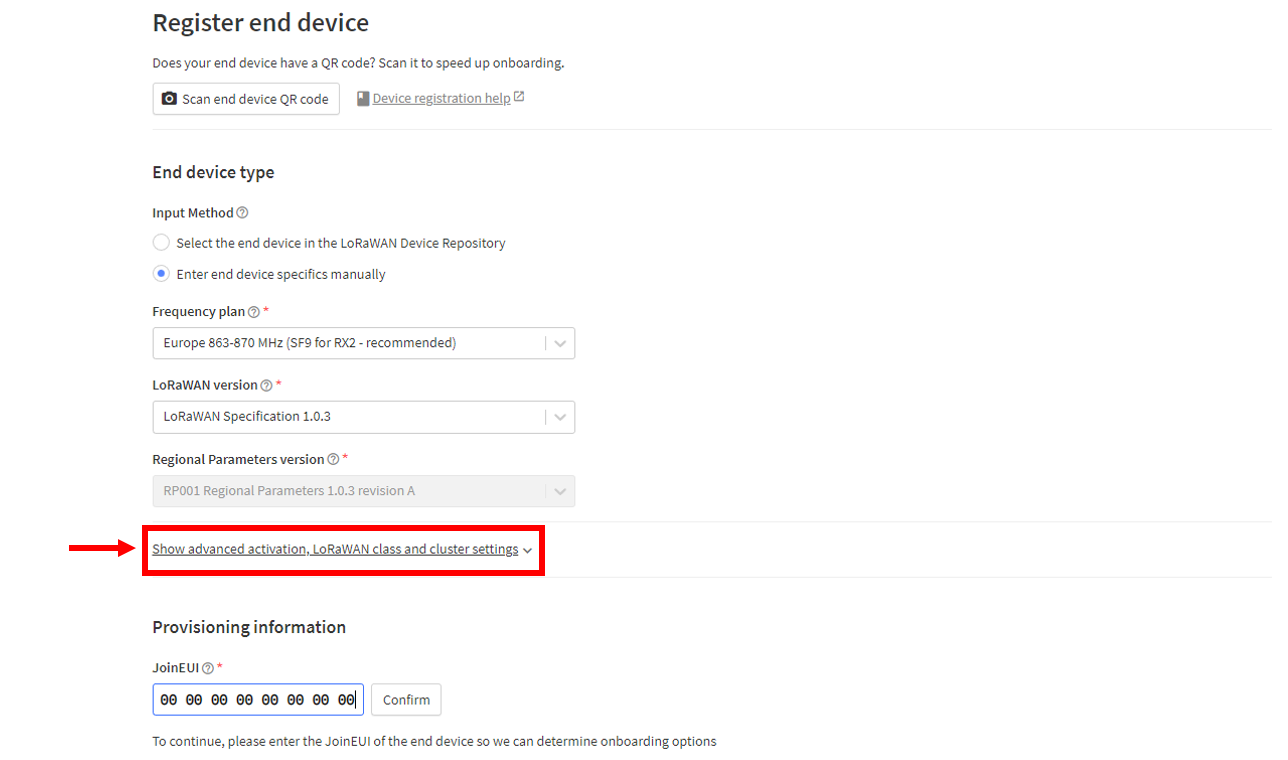 Register end device
Does your end device have a QR code? Scan it to speed up onboarding.
Scan end device QR code
Device registration help
End device type
Input Method
Select the end device in the LoRaWAN Device Repository
Enter end device specifics manually
Frequency plan *
Europe 863-870 MHz (SF9 for RX2 - recommended)
LoRaWAN version *
LoRaWAN Specification 1.0.3
Regional Parameters version *
RP001 Regional Parameters 1.0.3 revision A
Show advanced activation, LoRaWAN class and cluster settings
Provisioning information
JoinEUI *
00 00 00 00 00 00 00 00
Confirm
To continue, please enter the JoinEUI of the end device so we can determine onboarding options